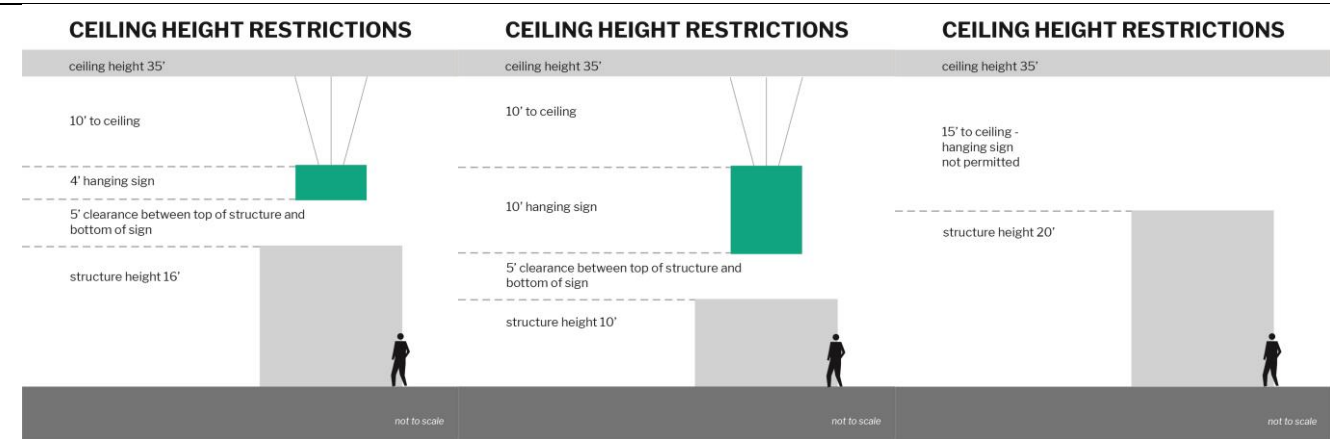 CEILING HEIGHT RESTRICTIONS
ceiling height 35'
10' to ceiling
4' hanging sign
5' clearance between top of structure and
bottom of sign
structure height 16'
not to scale
CEILING HEIGHT RESTRICTIONS
ceiling height 35'
10' to ceiling
10' hanging sign
5' clearance between top of structure and
bottom of sign
structure height 10'
not to scale
CEILING HEIGHT RESTRICTIONS
ceiling height 35'
15' to ceiling -
hanging sign
not permitted
structure height 20'
not to scale